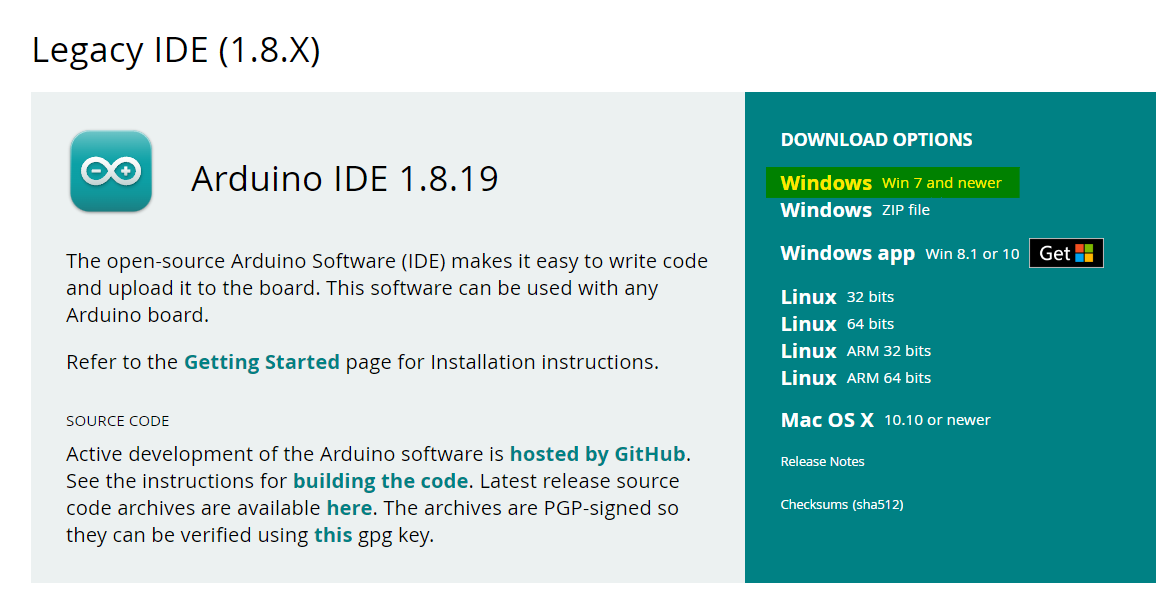 Legacy IDE (1.8.X)
Arduino IDE 1.8.19
The open-source Arduino Software (IDE) makes it easy to write code
and upload it to the board. This software can be used with any
Arduino board.
Refer to the Getting Started page for Installation instructions.
SOURCE CODE
Active development of the Arduino software is hosted by GitHub.
See the instructions for building the code. Latest release source
code archives are available here. The archives are PGP-signed so
they can be verified using this gpg key.
DOWNLOAD OPTIONS
Windows Win 7 and newer
Windows ZIP file
Windows app Win 8.1 or 10 Get
Linux 32 bits
Linux 64 bits
Linux ARM 32 bits
Linux ARM 64 bits
Mac OS X 10.10 or newer
Release Notes
Checksums (sha512)